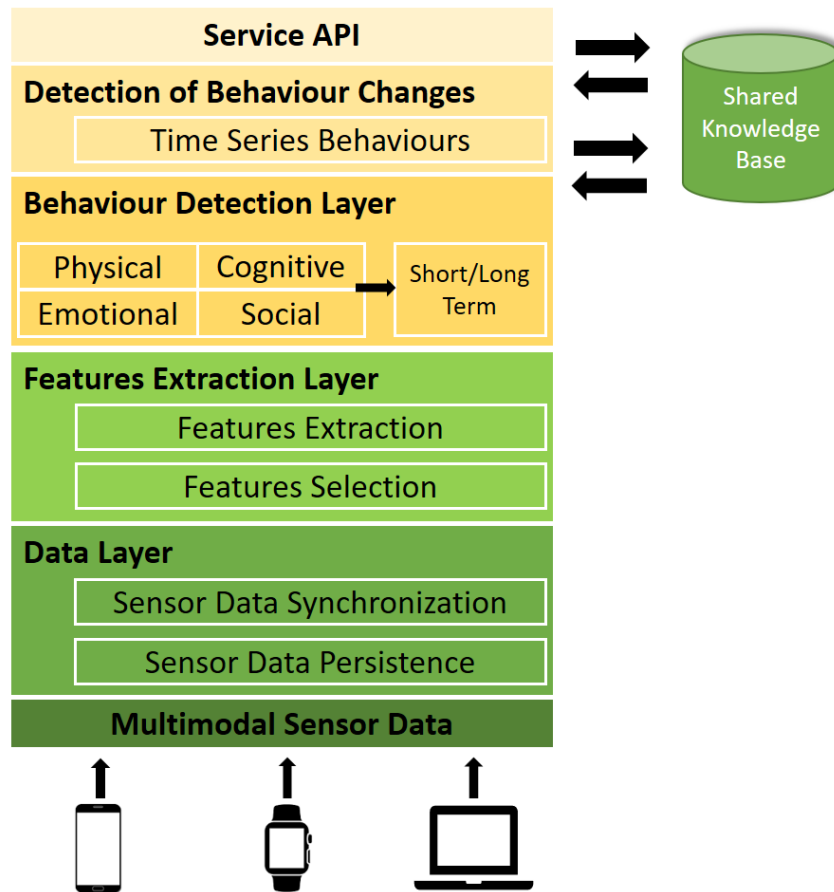 Service API
Detection of Behaviour Changes
Time Series Behaviours
Shared
Knowledge
Base
Behaviour Detection Layer
Physical
Cognitive
Emotional
Social
Short/Long
Term
Features Extraction Layer
Features Extraction
Features Selection
Data Layer
Sensor Data Synchronization
Sensor Data Persistence
Multimodal Sensor Data